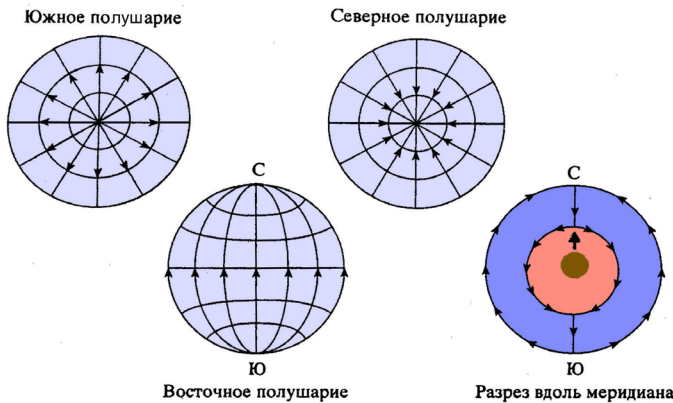 Южное полушарие
Северное полушарие
С
С
Ю
Ю
Восточное полушарие
Разрез вдоль меридиана